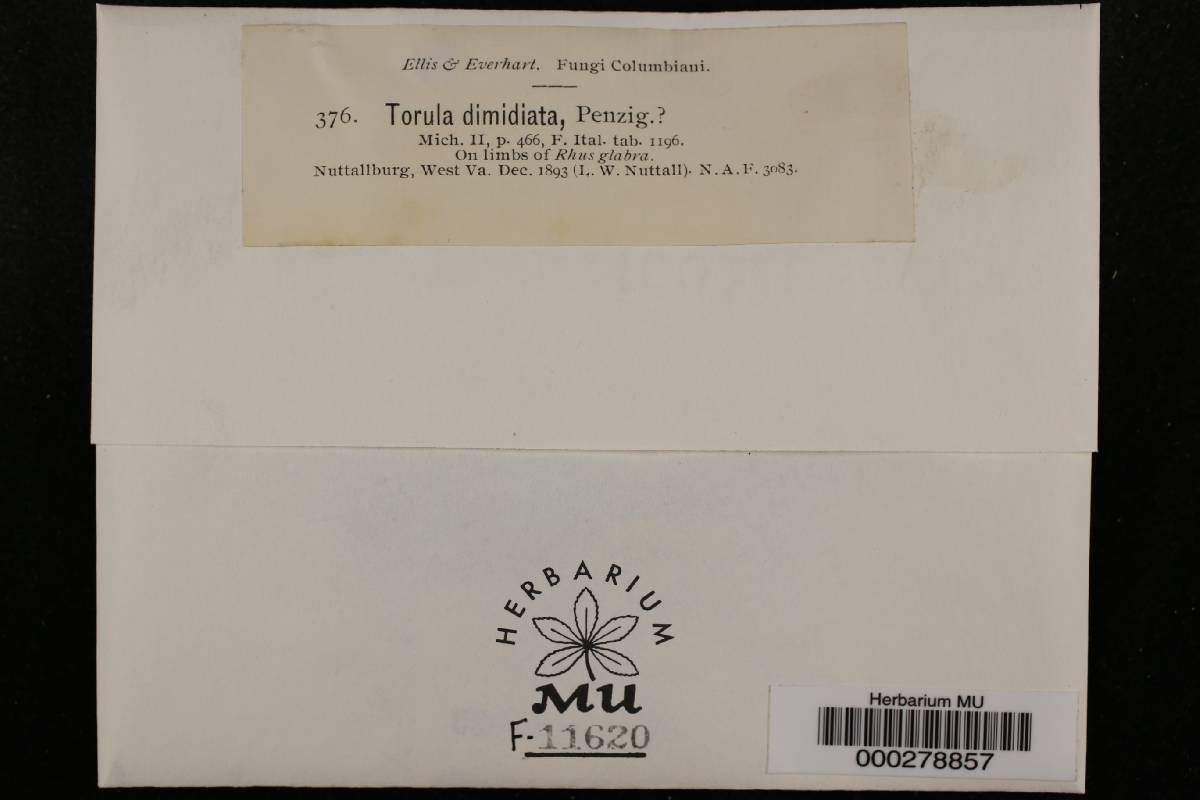 Ellis & Everhart. Fungi Columbiani.
376. Torula dimidiata, Penzig.?
Mich. II, p. 466, F. Ital. tab. 1196.
On limbs of Rhus glabra.
Nuttallburg, West Va. Dec. 1893 (L. W. Nuttall). N. A. F. 3083.
HERBARIUM
MU
F-11620
Herbarium MU
000278857